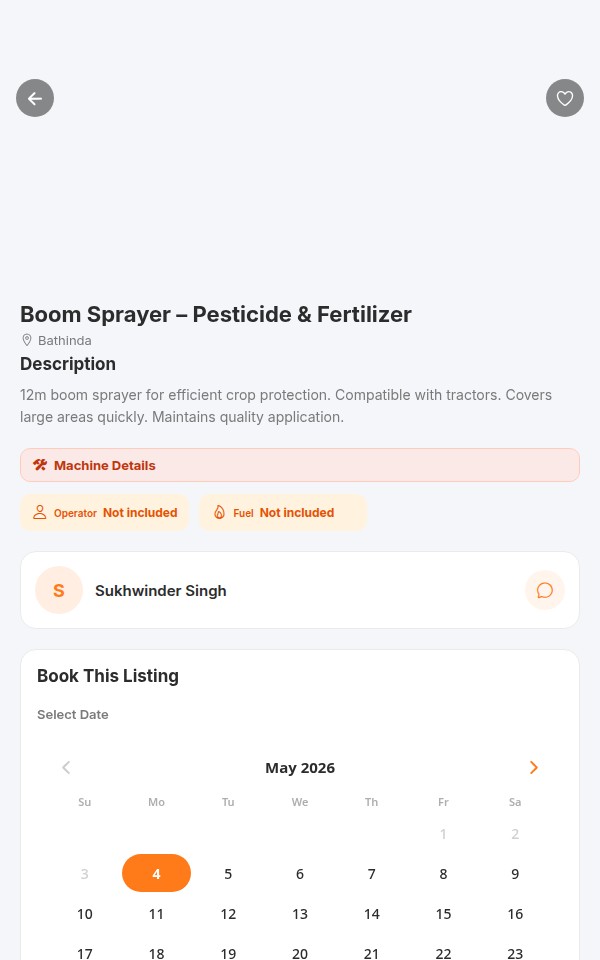 Boom Sprayer – Pesticide & Fertilizer
Bathinda
Description
12m boom sprayer for efficient crop protection. Compatible with tractors. Covers
large areas quickly. Maintains quality application.
Machine Details
Operator Not included
Fuel Not included
S
Sukhwinder Singh
Book This Listing
Select Date
May 2026
Su Mo Tu We Th Fr Sa
1 2
3 4 5 6 7 8 9
10 11 12 13 14 15 16
17 18 19 20 21 22 23